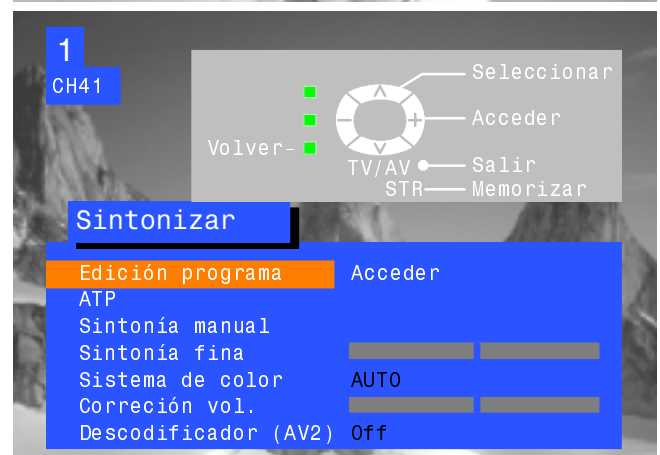 1
CH41
Seleccionar
Acceder
Volver
TV/AV Salir
STR Memorizar
Sintonizar
Edición programa Acceder
ATP
Sintonía manual
Sintonía fina
Sistema de color AUTO
Correción vol.
Descodificador (AV2) Off